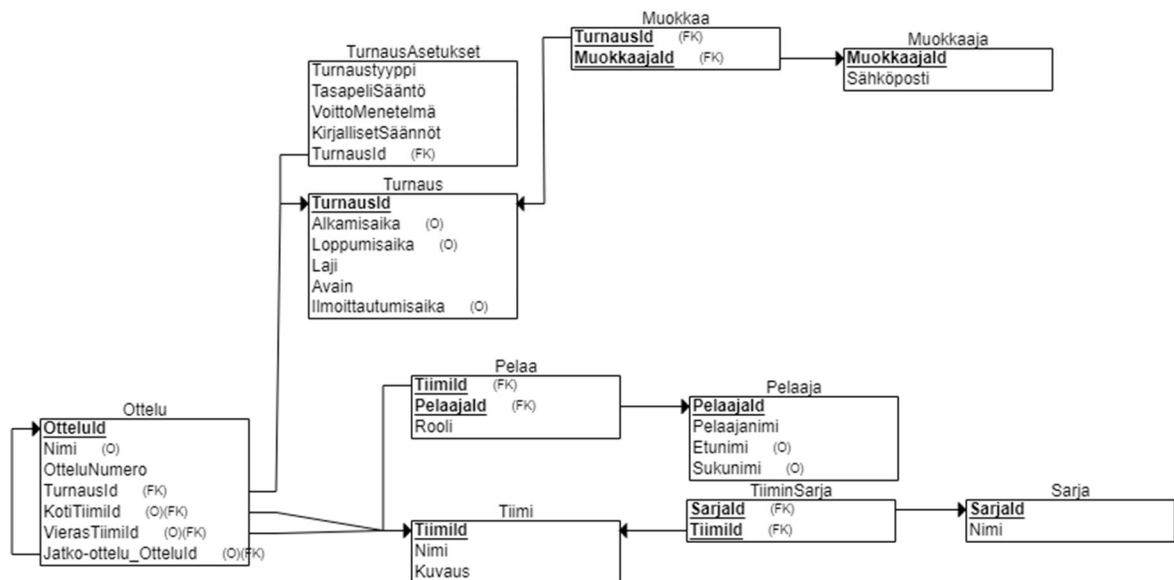 Muokkaa
TurnausId (FK)
MuokkaajaId (FK)
Muokkaaja
MuokkaajaId
Sähköposti
TurnausAsetukset
Turnaustyyppi
TasapeliSääntö
VoittoMenetelmä
KirjallisetSäännöt
TurnausId (FK)
Turnaus
TurnausId
Alkamisaika (O)
Loppumisaika (O)
Laji
Avain
Ilmoittautumisaika (O)
Pelaa
TiimiId (FK)
PelaajaId (FK)
Rooli
Pelaaja
PelaajaId
Pelaajanimi
Etunimi (O)
Sukunimi (O)
Ottelu
OtteluId
Nimi (O)
OtteluNumero
TurnausId (FK)
KotiTiimiId (O)(FK)
VierasTiimiId (O)(FK)
Jatko-ottelu_OtteluId (O)(FK)
Tiimi
TiimiId
Nimi
Kuvaus
TiiminSarja
SarjaId (FK)
TiimiId (FK)
Sarja
SarjaId
Nimi